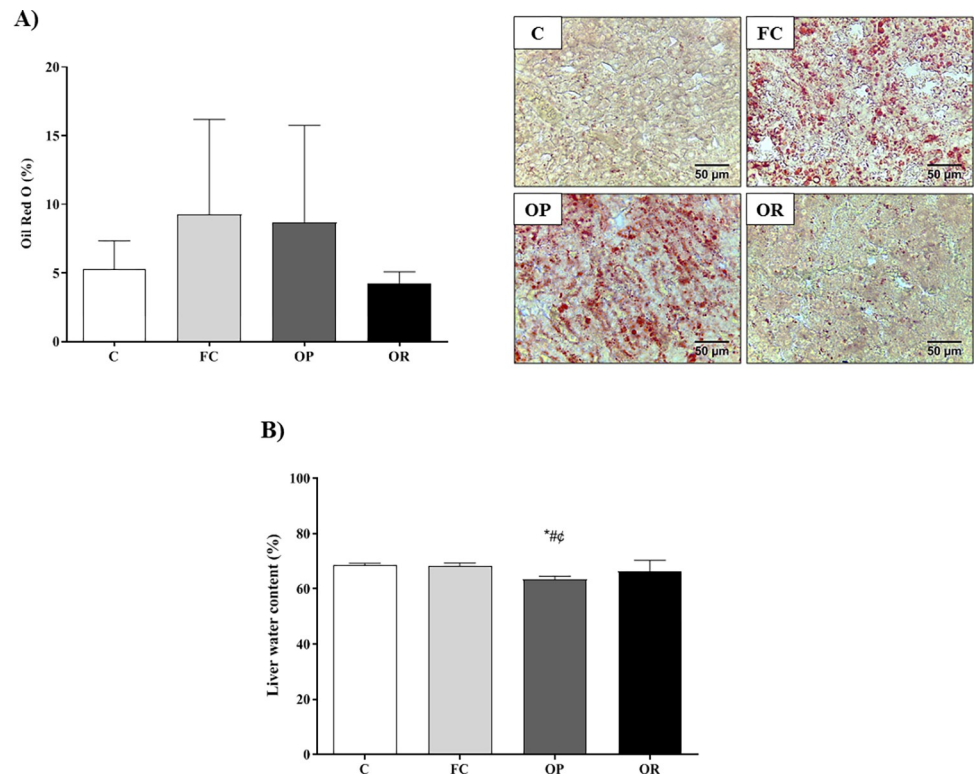 A)
Oil Red O (%)
20
15
10
5
0
C
FC
OP
OR
C
50 µm
FC
50 µm
OP
50 µm
OR
50 µm
B)
Liver water content (%)
100
80
60
40
20
0
*#¢
C
FC
OP
OR